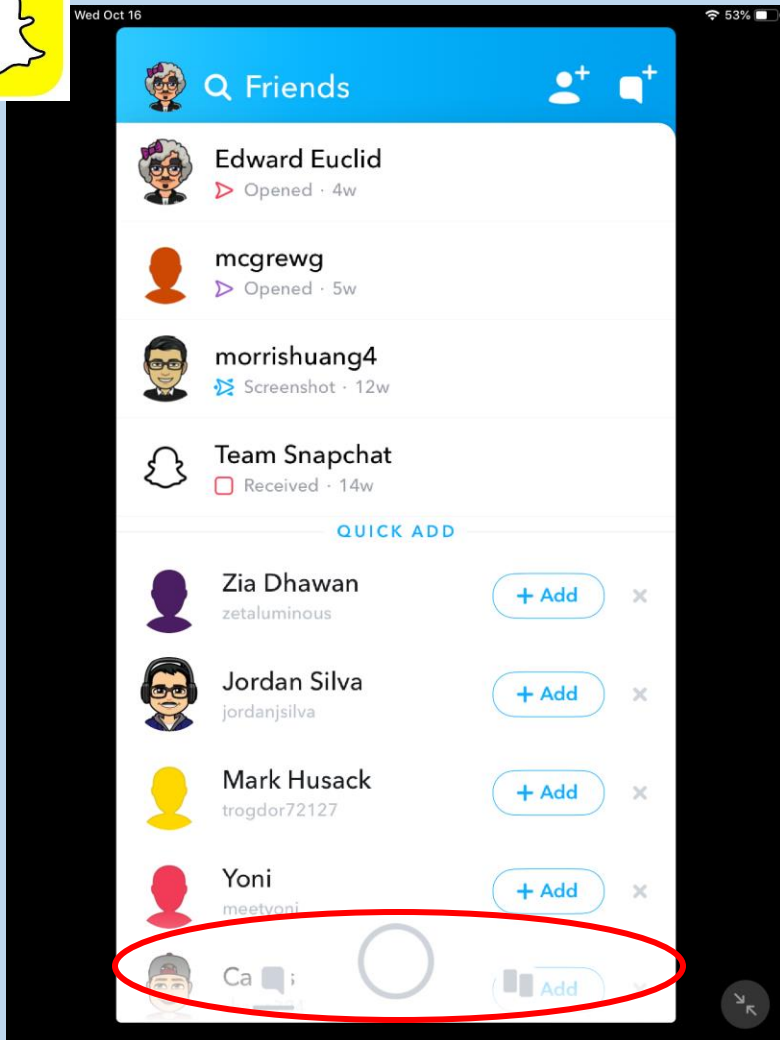 Wed Oct 16
53%
Friends
Edward Euclid
Opened · 4w
mcgrewg
Opened · 5w
morrishuang4
Screenshot · 12w
Team Snapchat
Received · 14w
QUICK ADD
Zia Dhawan
+ Add
zetaluminous
Jordan Silva
+ Add
jordanjsilva
Mark Husack
+ Add
trogdor72127
Yoni
+ Add
meetyoni
Add